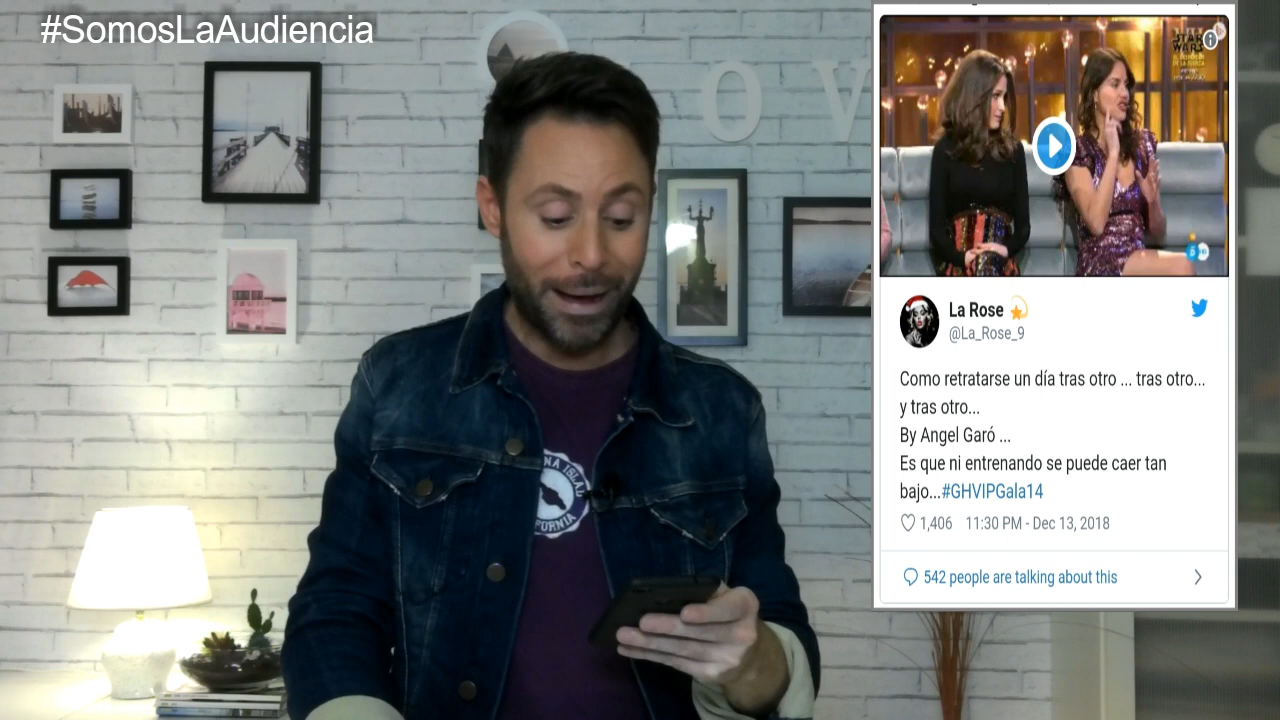 #SomosLaAudiencia
O V
STAR
WARS
La Rose
@La_Rose_9
Como retratarse un día tras otro ... tras otro...
y tras otro...
By Angel Garó ...
Es que ni entrenando se puede caer tan
bajo...#GHVIPGala14
1,406 11:30 PM - Dec 13, 2018
542 people are talking about this